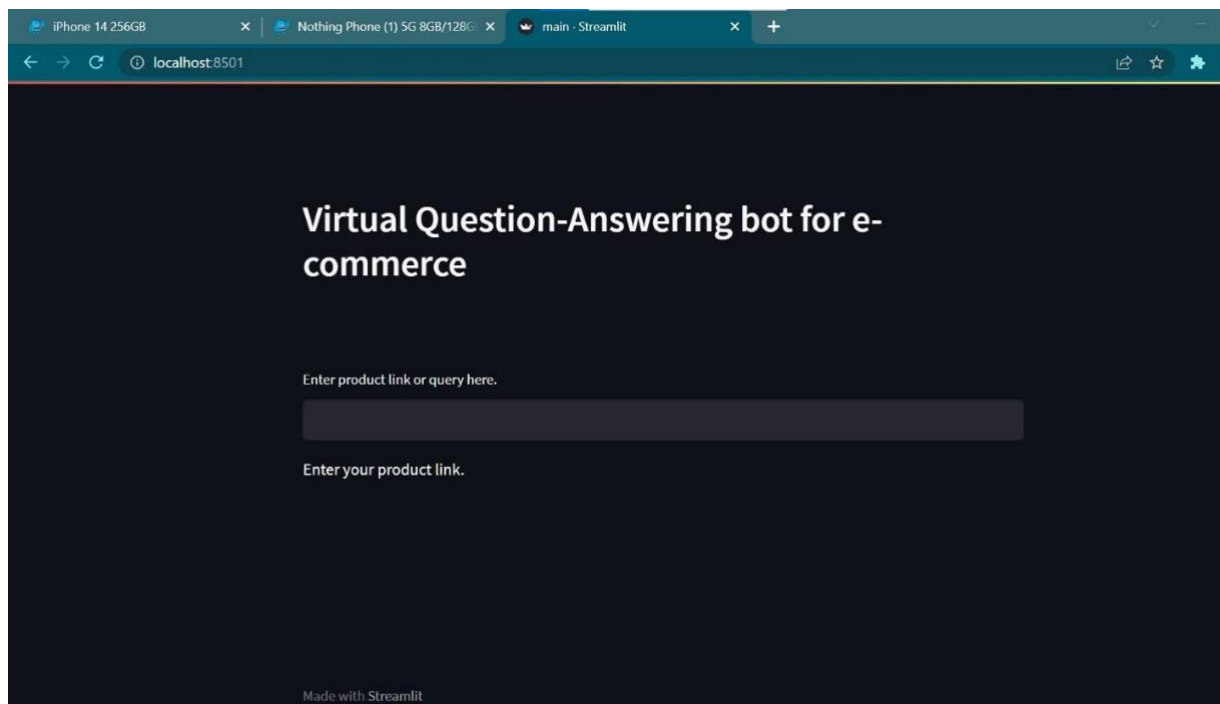 iPhone 14 256GB
Nothing Phone (1) 5G 8GB/128G
main · Streamlit
localhost:8501
Virtual Question-Answering bot for e-
commerce
Enter product link or query here.
Enter your product link.
Made with Streamlit